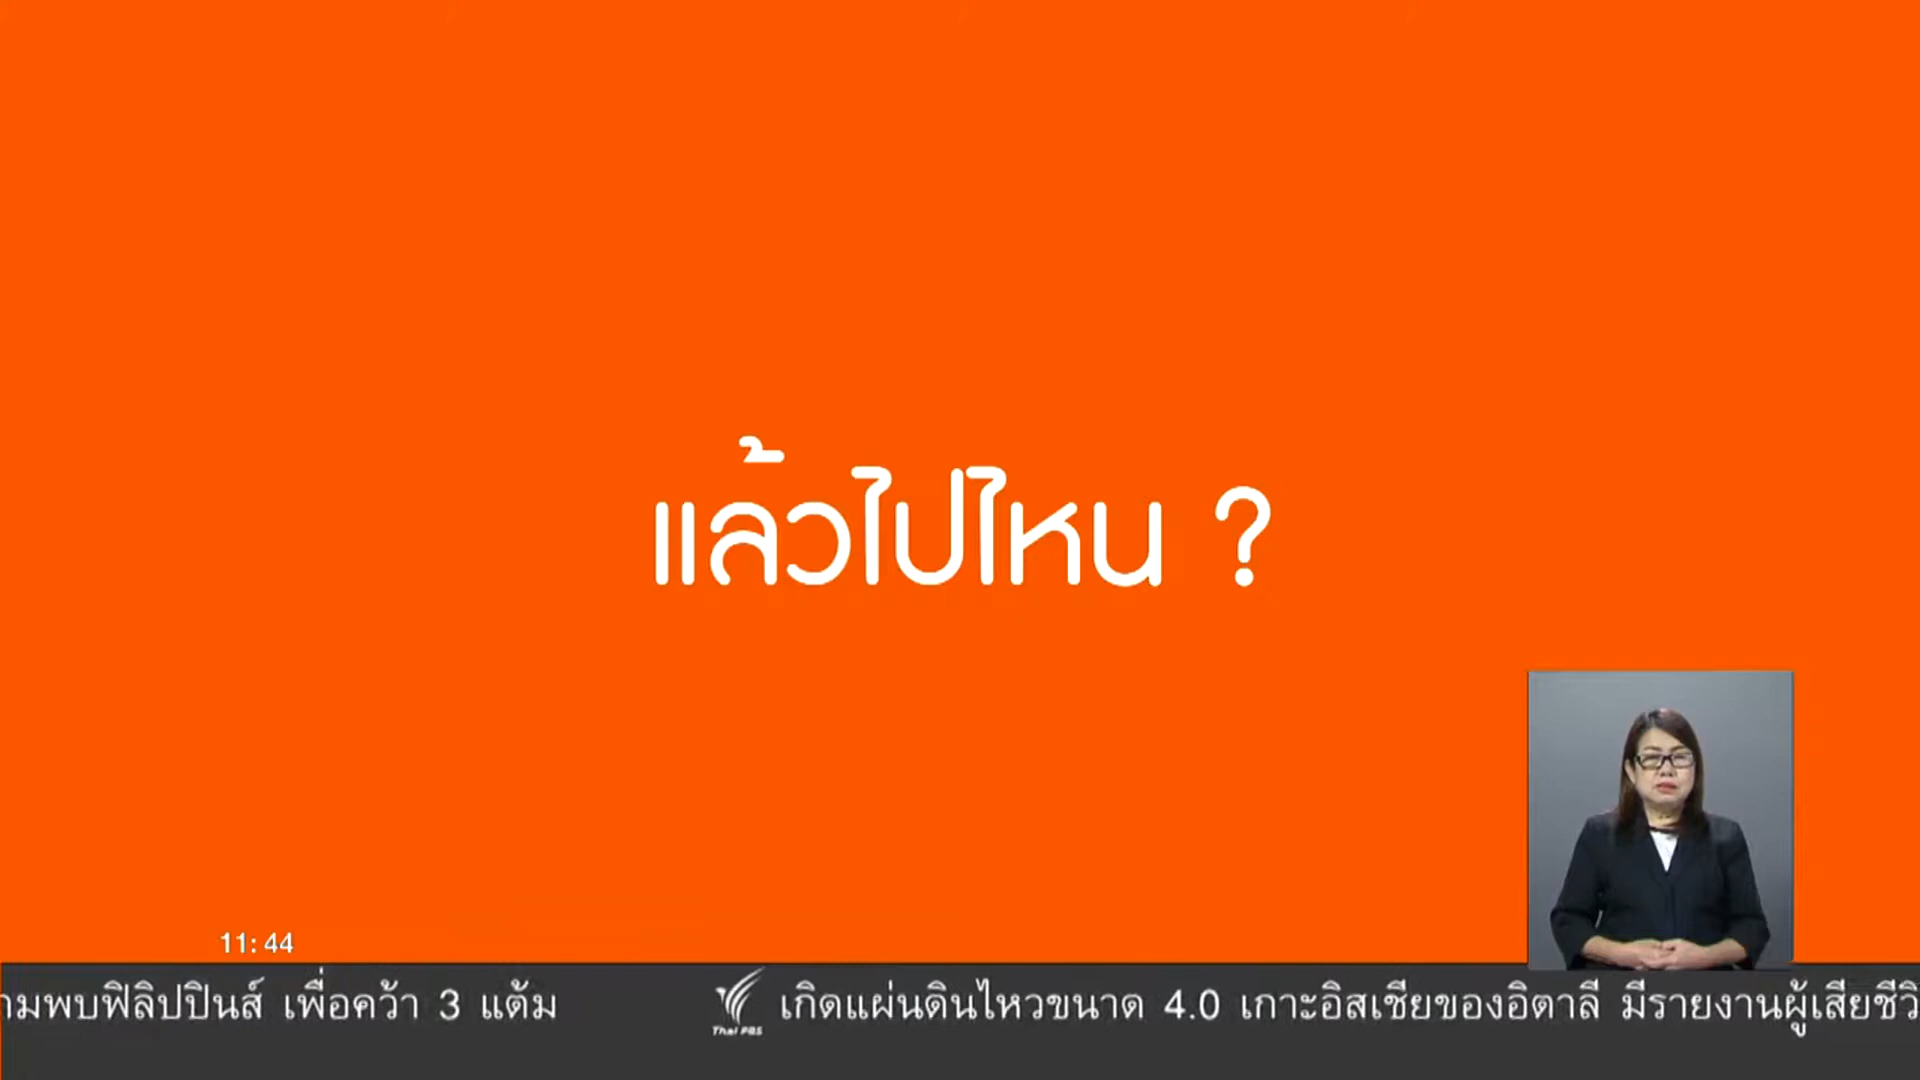 แล้วไปไหน ?
11:44
ามพบฟิลิปปินส์ เพื่อคว้า 3 แต้ม
Thai PBS
เกิดแผ่นดินไหวขนาด 4.0 เกาะอิสเชียของอิตาลี มีรายงานผู้เสียชีวิ